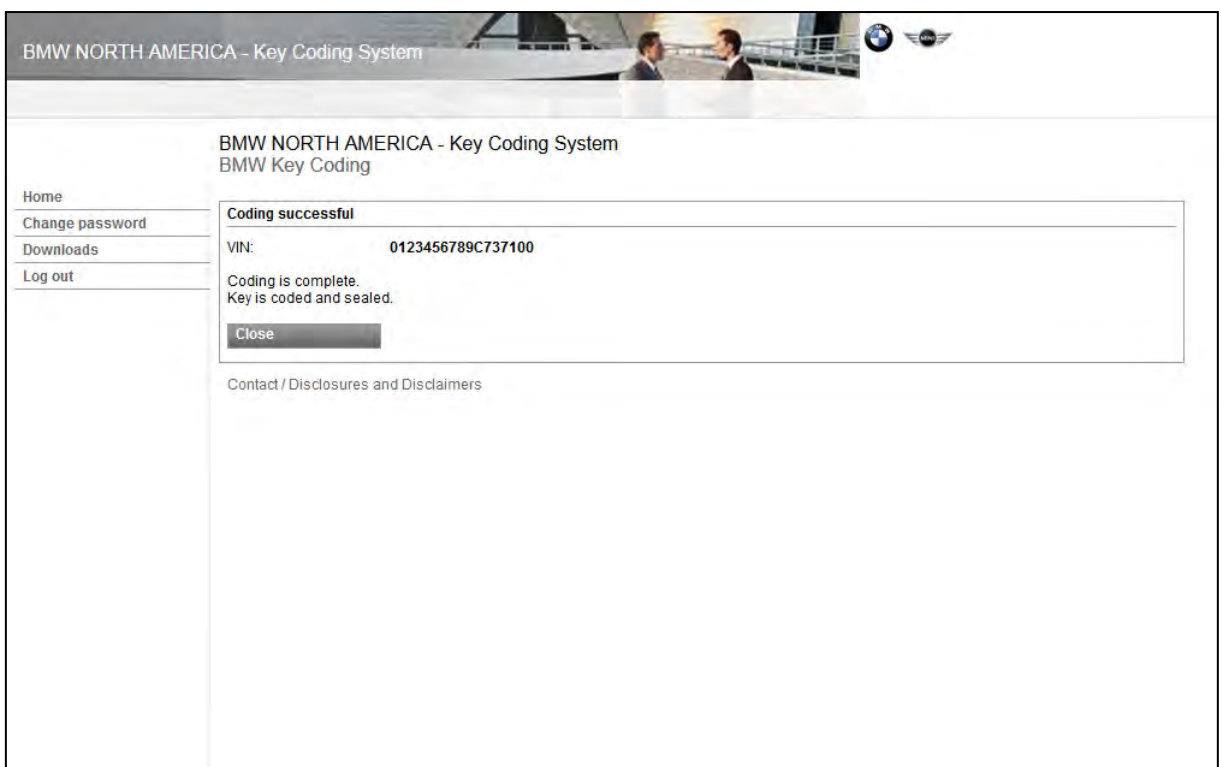 BMW NORTH AMERICA - Key Coding System
BMW NORTH AMERICA - Key Coding System
BMW Key Coding
Home
Change password
Downloads
Log out
Coding successful
VIN: 0123456789C737100
Coding is complete.
Key is coded and sealed.
Close
Contact / Disclosures and Disclaimers